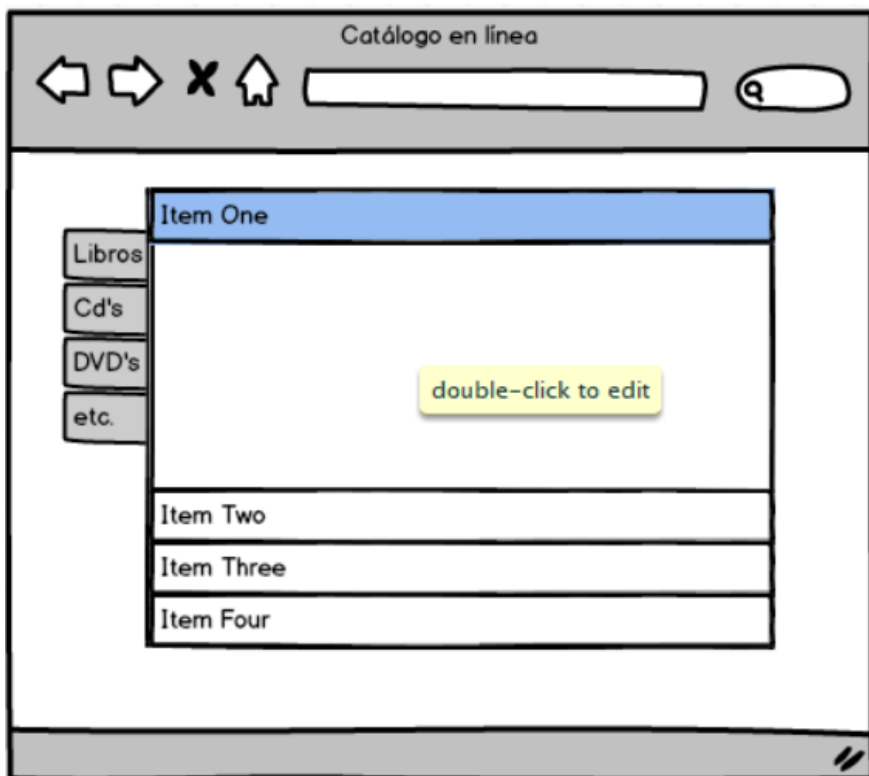 Catálogo en línea
Item One
Libros
Cd's
DVD's
double-click to edit
etc.
Item Two
Item Three
Item Four